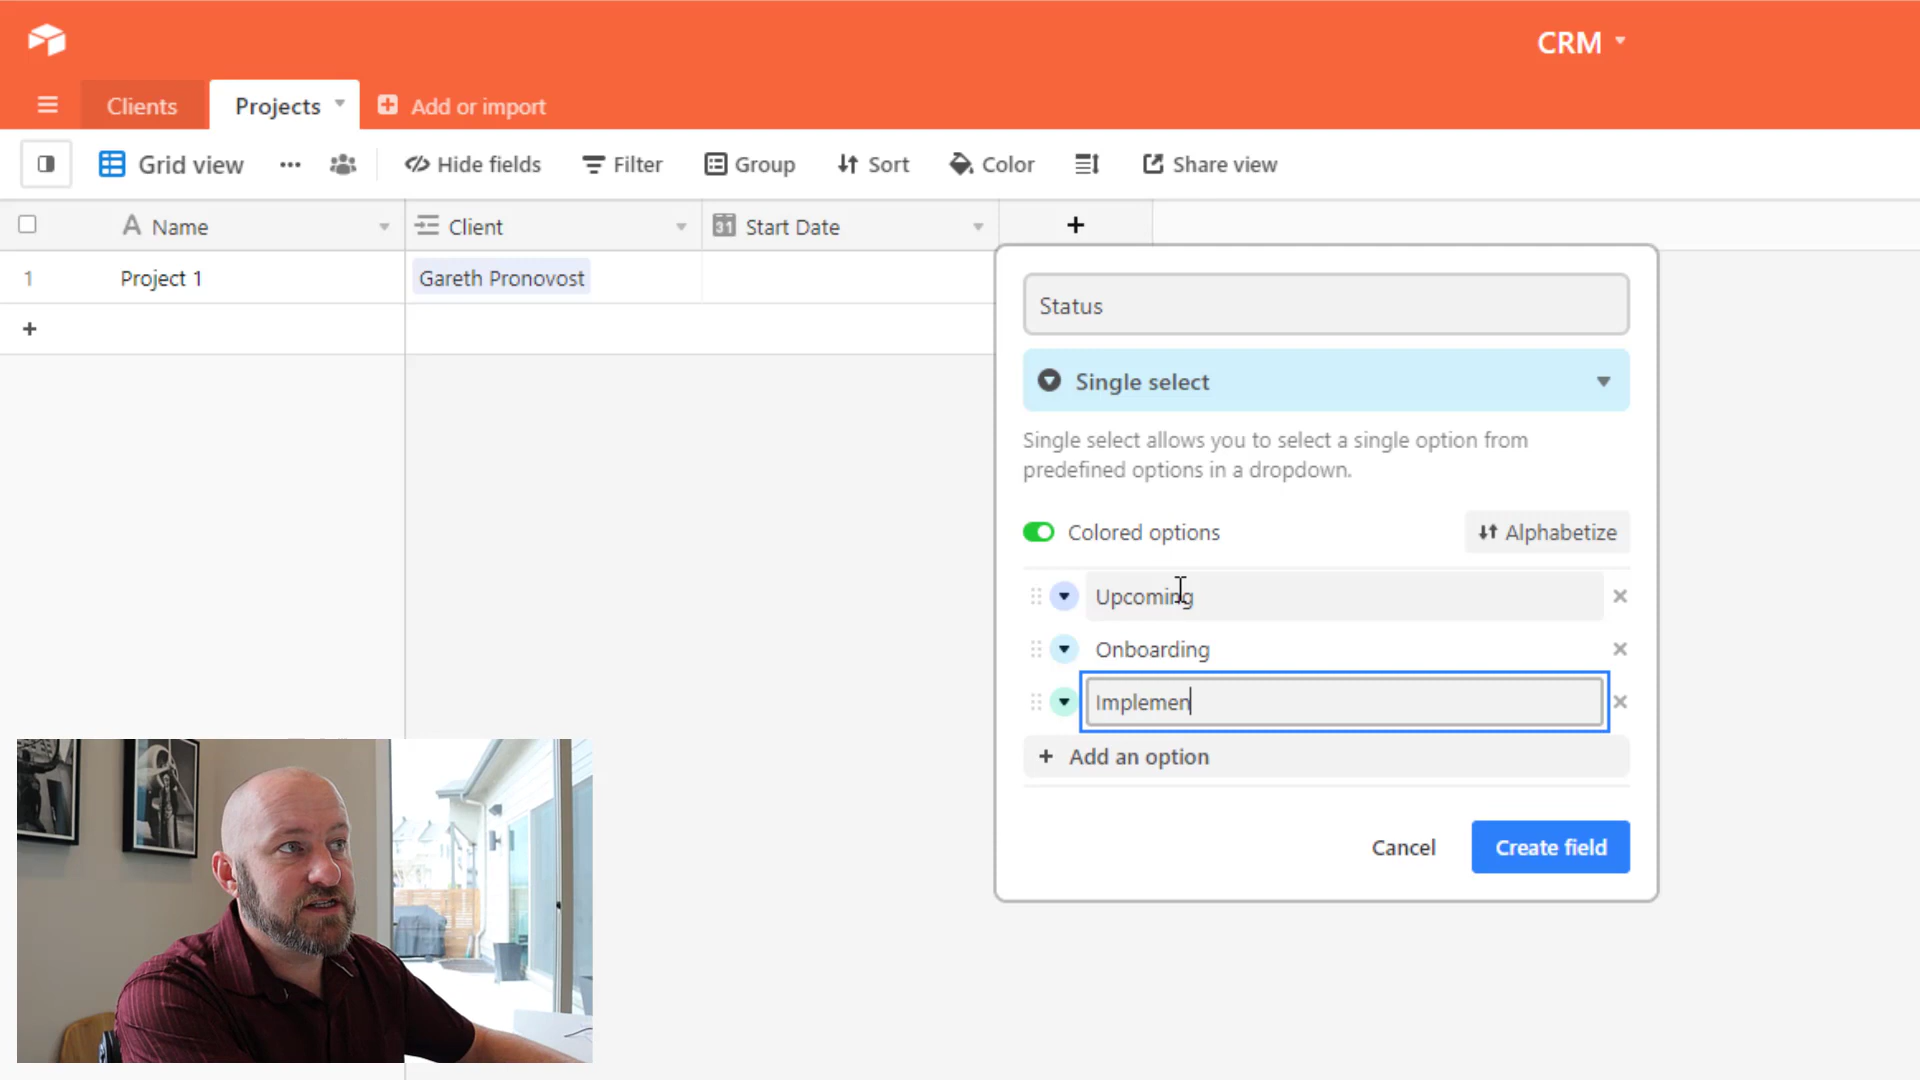 CRM
Clients
Projects
Add or import
Grid view
Hide fields
Filter
Group
Sort
Color
Share view
Name
Client
31
Start Date
+
1
Project 1
Gareth Pronovost
+
Status
Single select
Single select allows you to select a single option from
predefined options in a dropdown.
Colored options
Alphabetize
Upcoming
Onboarding
Implemen
+ Add an option
Cancel
Create field